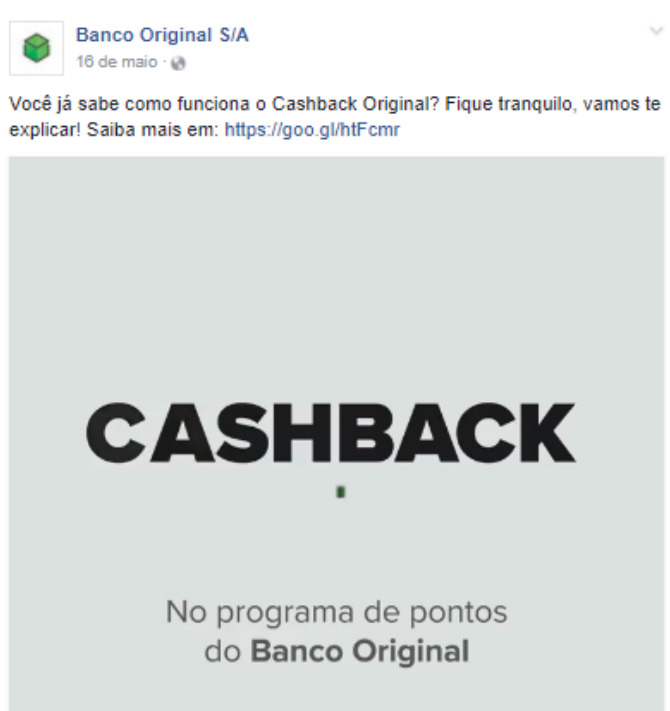 Banco Original S/A
16 de maio ·
Você já sabe como funciona o Cashback Original? Fique tranquilo, vamos te
explicar! Saiba mais em: https://goo.gl/htFcmr
CASHBACK
No programa de pontos
do Banco Original